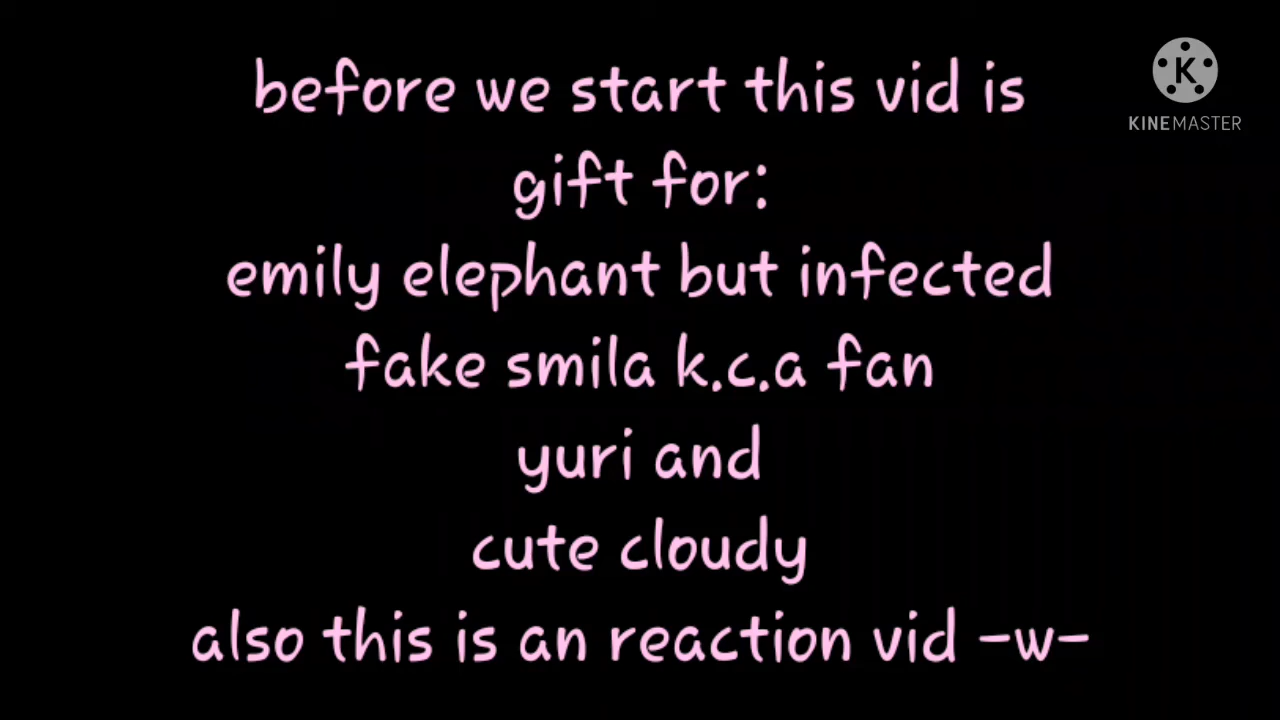 before we start this vid is
gift for:
emily elephant but infected
fake smila k.c.a fan
yuri and
cute cloudy
also this is an reaction vid -w-
K
KINEMASTER